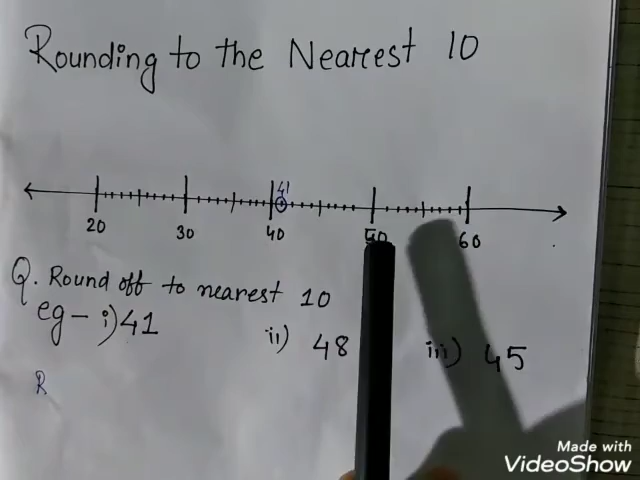 Rounding to the Nearest 10
41
20 30 40 50 60
Q. Round off to nearest 10
eg - i) 41 ii) 48 iii) 45
R
Made with
VideoShow